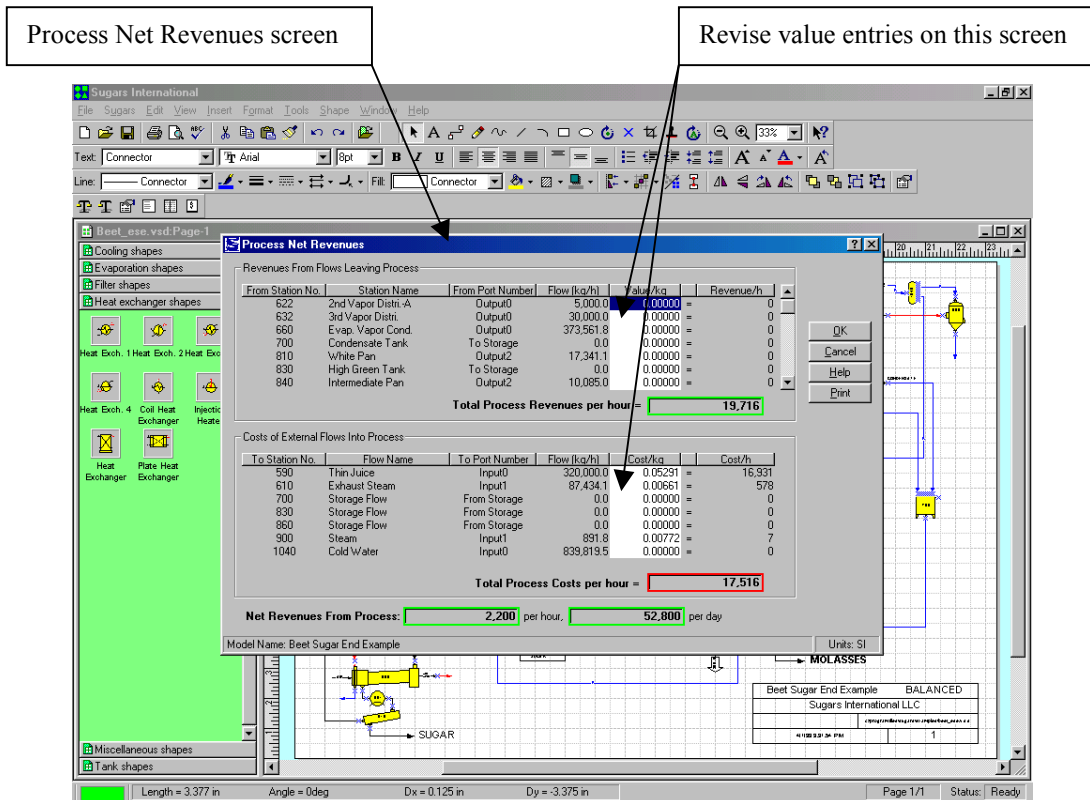 Process Net Revenues screen
Revise value entries on this screen
Sugars International
File Sugars Edit View Insert Format Tools Shape Window Help
33%
Text: Connector Arial 8pt B I U
Line: Connector Fill: Connector
Beet_ese.vsd:Page-1
Cooling shapes
Evaporation shapes
Filter shapes
Heat exchanger shapes
Heat Exch. 1 Heat Exch. 2 Heat Exc
Heat Exch. 4 Coil Heat Exchanger Injectio Heate
Heat Exchanger Plate Heat Exchanger
Miscellaneous shapes
Tank shapes
Process Net Revenues
Revenues From Flows Leaving Process
From Station No. Station Name From Port Number Flow (kg/h) Value/kg Revenue/h
622 2nd Vapor Distri.-A Output0 5,000.0 0.00000 = 0
632 3rd Vapor Distri. Output0 30,000.0 0.00000 = 0
660 Evap. Vapor Cond. Output0 373,561.8 0.00000 = 0
700 Condensate Tank To Storage 0.0 0.00000 = 0
810 White Pan Output2 17,341.1 0.00000 = 0
830 High Green Tank To Storage 0.0 0.00000 = 0
840 Intermediate Pan Output2 10,085.0 0.00000 = 0
Total Process Revenues per hour = 19,716
OK
Cancel
Help
Print
Costs of External Flows Into Process
To Station No. Flow Name To Port Number Flow (kg/h) Cost/kg Cost/h
590 Thin Juice Input0 320,000.0 0.05291 = 16,931
610 Exhaust Steam Input1 87,434.1 0.00661 = 578
700 Storage Flow From Storage 0.0 0.00000 = 0
830 Storage Flow From Storage 0.0 0.00000 = 0
860 Storage Flow From Storage 0.0 0.00000 = 0
900 Steam Input1 891.8 0.00772 = 7
1040 Cold Water Input0 839,819.5 0.00000 = 0
Total Process Costs per hour = 17,516
Net Revenues From Process: 2,200 per hour, 52,800 per day
Model Name: Beet Sugar End Example Units: SI
20 21 22 23
MOLASSES
SUGAR
Beet Sugar End Example BALANCED
Sugars International LLC
1
Length = 3.377 in Angle = 0deg Dx = 0.125 in Dy = -3.375 in Page 1/1 Status: Ready